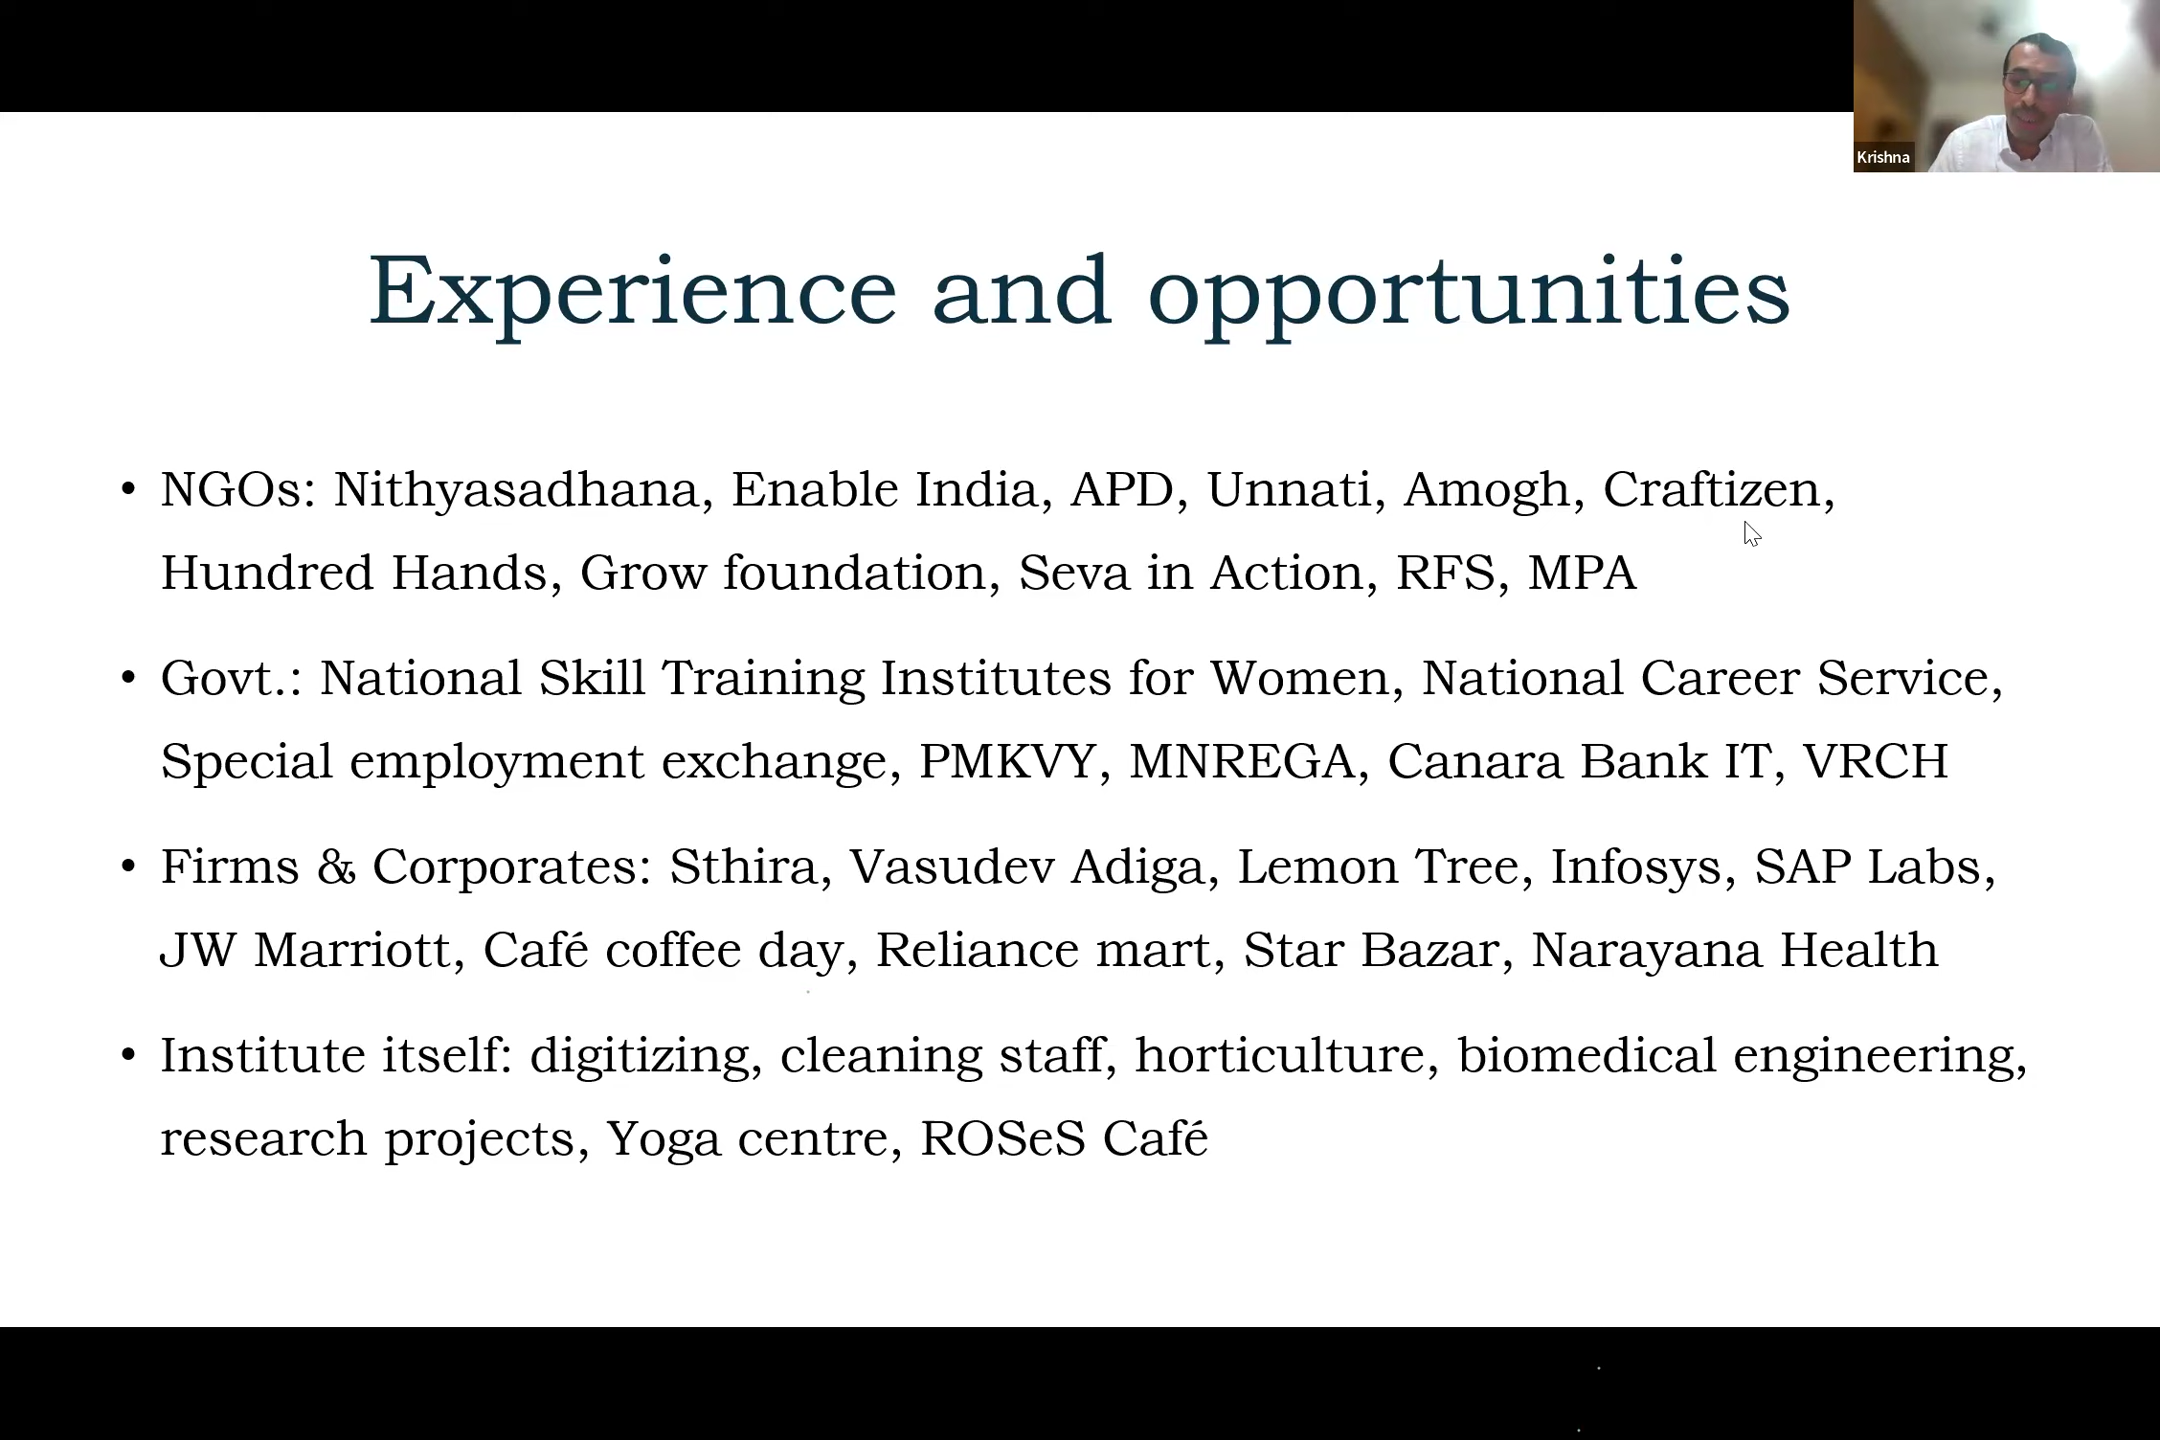 Krishna
Experience and opportunities
• NGOs: Nithyasadhana, Enable India, APD, Unnati, Amogh, Craftizen,
Hundred Hands, Grow foundation, Seva in Action, RFS, MPA
• Govt.: National Skill Training Institutes for Women, National Career Service,
Special employment exchange, PMKVY, MNREGA, Canara Bank IT, VRCH
• Firms & Corporates: Sthira, Vasudev Adiga, Lemon Tree, Infosys, SAP Labs,
JW Marriott, Café coffee day, Reliance mart, Star Bazar, Narayana Health
• Institute itself: digitizing, cleaning staff, horticulture, biomedical engineering,
research projects, Yoga centre, ROSeS Café